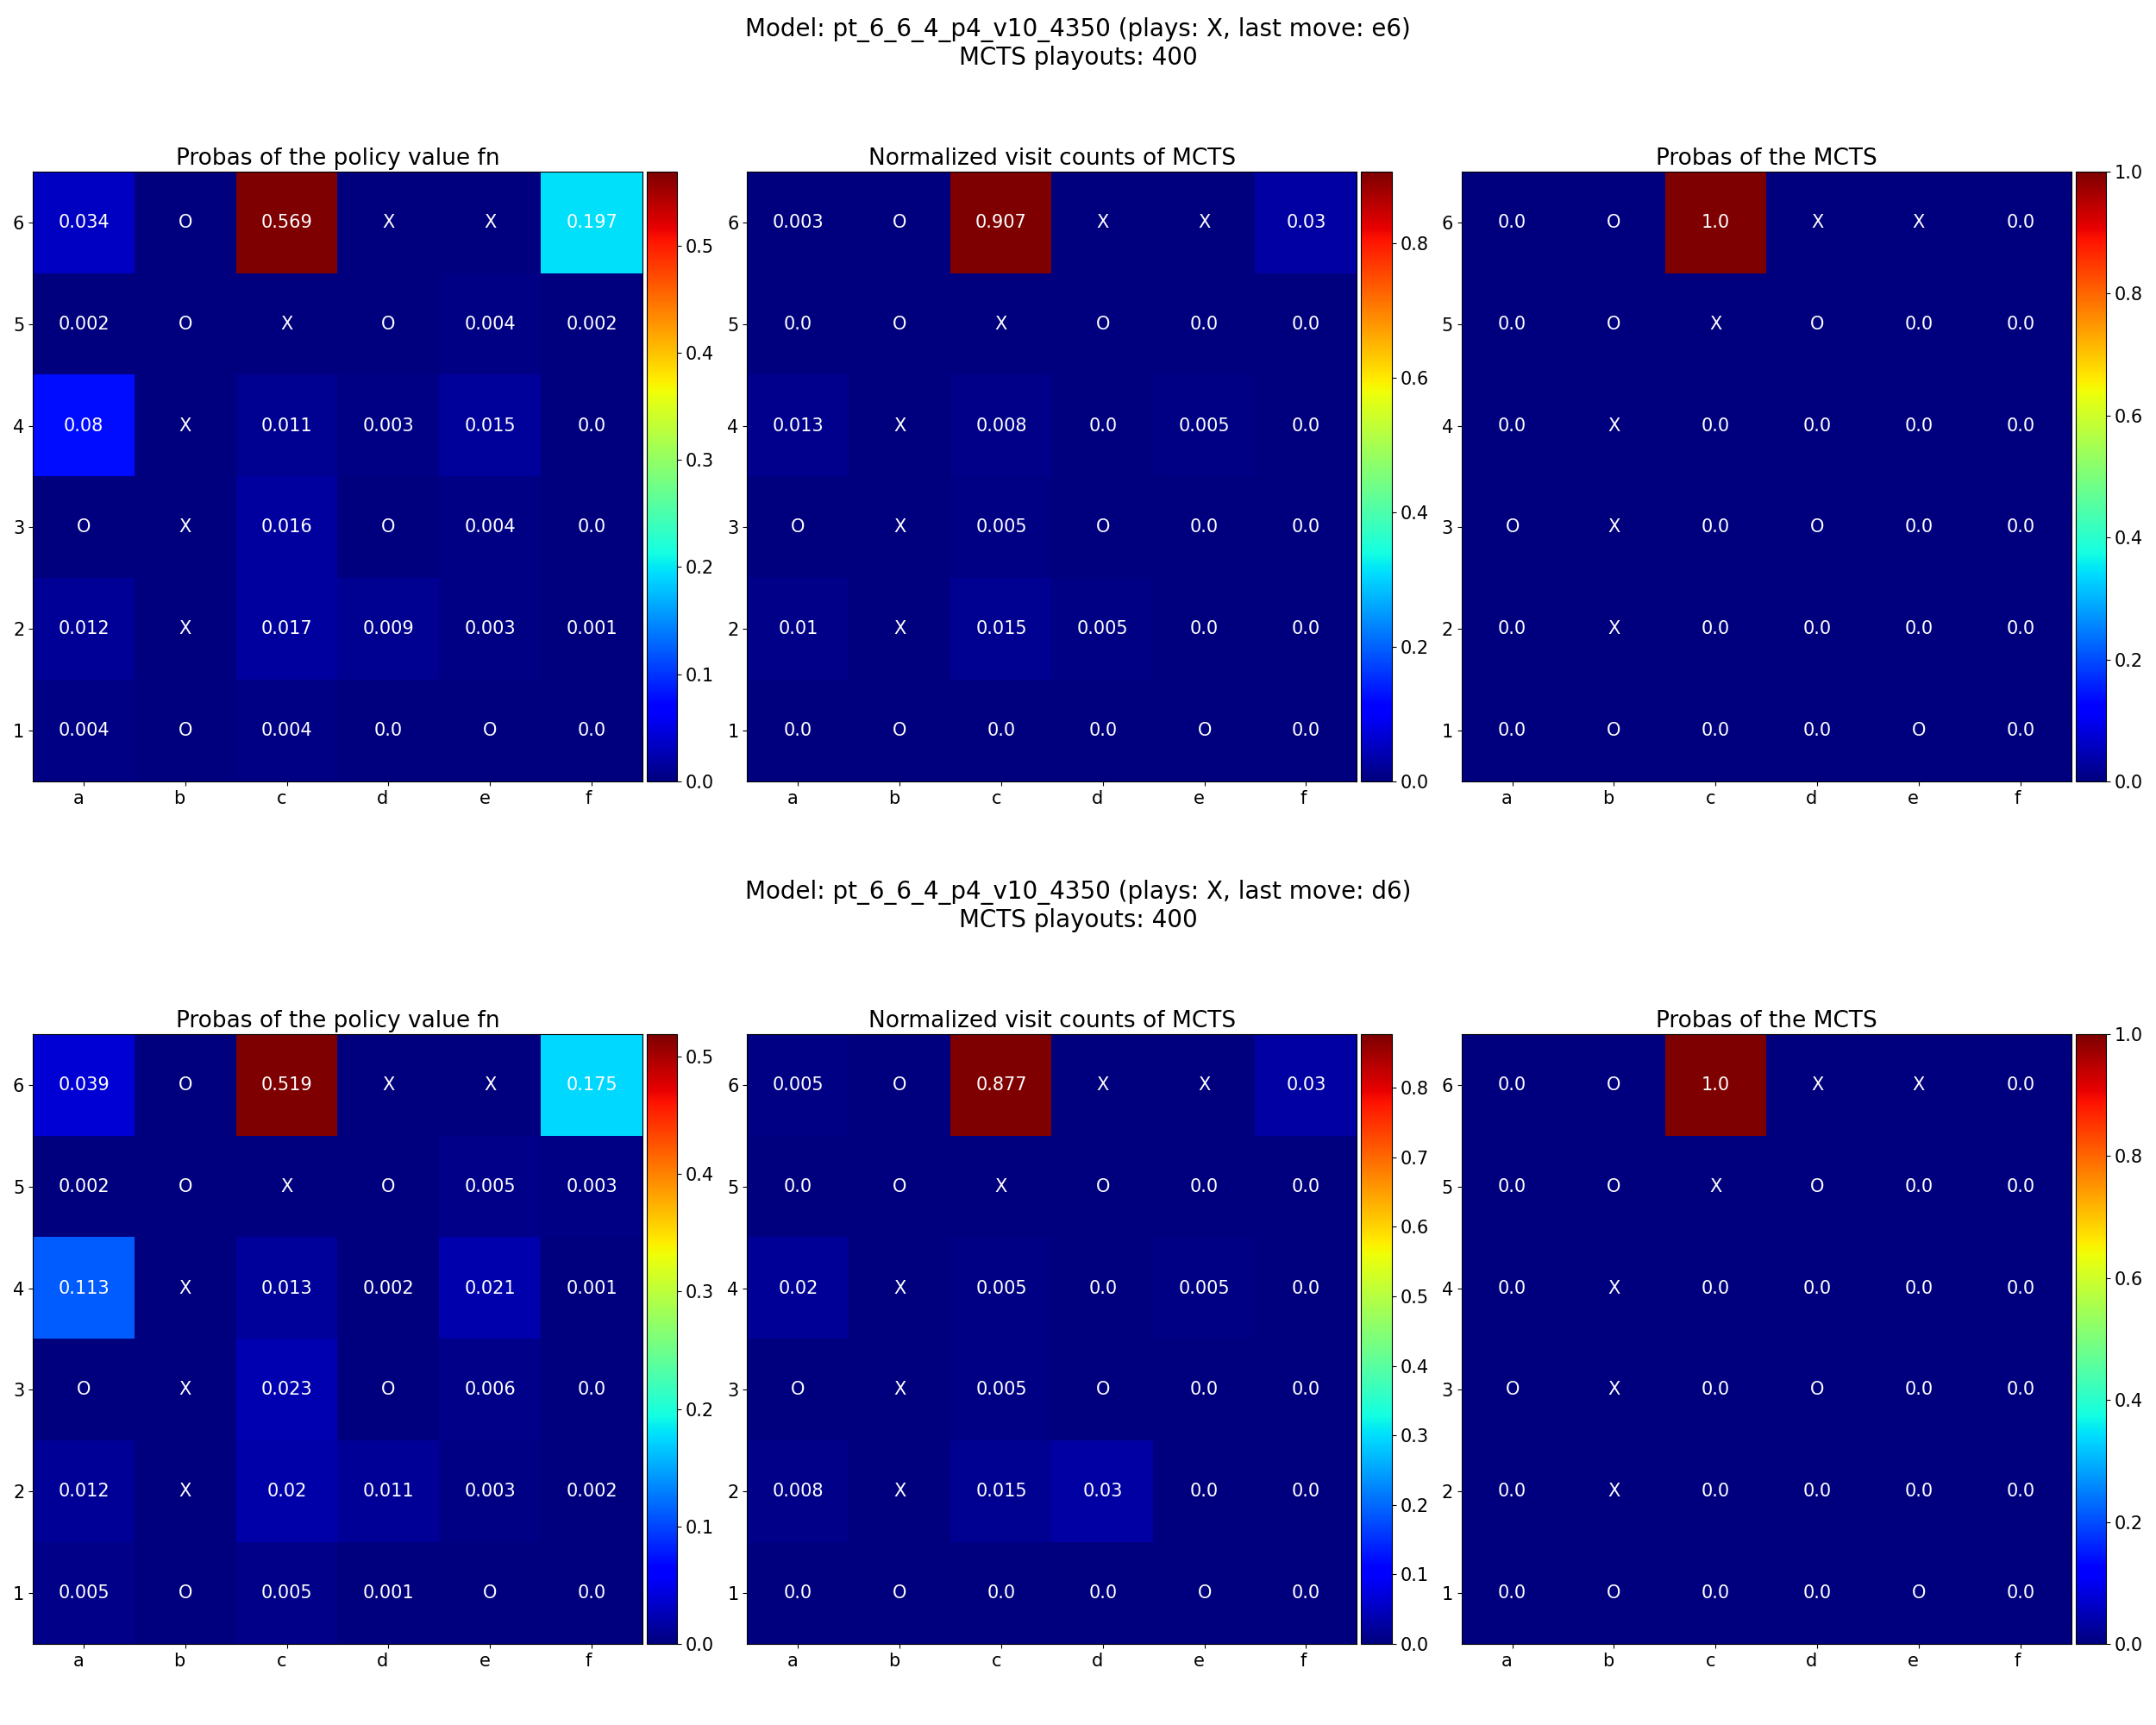 Model: pt_6_6_4_p4_v10_4350 (plays: X, last move: e6)
MCTS playouts: 400
Probas of the policy value fn
6 0.034 O 0.569 X X 0.197
5 0.002 O X O 0.004 0.002
4 0.08 X 0.011 0.003 0.015 0.0
3 O X 0.016 O 0.004 0.0
2 0.012 X 0.017 0.009 0.003 0.001
1 0.004 O 0.004 0.0 O 0.0
a b c d e f
0.5
0.4
0.3
0.2
0.1
0.0
Normalized visit counts of MCTS
6 0.003 O 0.907 X X 0.03
5 0.0 O X O 0.0 0.0
4 0.013 X 0.008 0.0 0.005 0.0
3 O X 0.005 O 0.0 0.0
2 0.01 X 0.015 0.005 0.0 0.0
1 0.0 O 0.0 0.0 O 0.0
a b c d e f
0.8
0.6
0.4
0.2
0.0
Probas of the MCTS
6 0.0 O 1.0 X X 0.0
5 0.0 O X O 0.0 0.0
4 0.0 X 0.0 0.0 0.0 0.0
3 O X 0.0 O 0.0 0.0
2 0.0 X 0.0 0.0 0.0 0.0
1 0.0 O 0.0 0.0 O 0.0
a b c d e f
1.0
0.8
0.6
0.4
0.2
0.0
Model: pt_6_6_4_p4_v10_4350 (plays: X, last move: d6)
MCTS playouts: 400
Probas of the policy value fn
6 0.039 O 0.519 X X 0.175
5 0.002 O X O 0.005 0.003
4 0.113 X 0.013 0.002 0.021 0.001
3 O X 0.023 O 0.006 0.0
2 0.012 X 0.02 0.011 0.003 0.002
1 0.005 O 0.005 0.001 O 0.0
a b c d e f
0.5
0.4
0.3
0.2
0.1
0.0
Normalized visit counts of MCTS
6 0.005 O 0.877 X X 0.03
5 0.0 O X O 0.0 0.0
4 0.02 X 0.005 0.0 0.005 0.0
3 O X 0.005 O 0.0 0.0
2 0.008 X 0.015 0.03 0.0 0.0
1 0.0 O 0.0 0.0 O 0.0
a b c d e f
0.8
0.7
0.6
0.5
0.4
0.3
0.2
0.1
0.0
Probas of the MCTS
6 0.0 O 1.0 X X 0.0
5 0.0 O X O 0.0 0.0
4 0.0 X 0.0 0.0 0.0 0.0
3 O X 0.0 O 0.0 0.0
2 0.0 X 0.0 0.0 0.0 0.0
1 0.0 O 0.0 0.0 O 0.0
a b c d e f
1.0
0.8
0.6
0.4
0.2
0.0